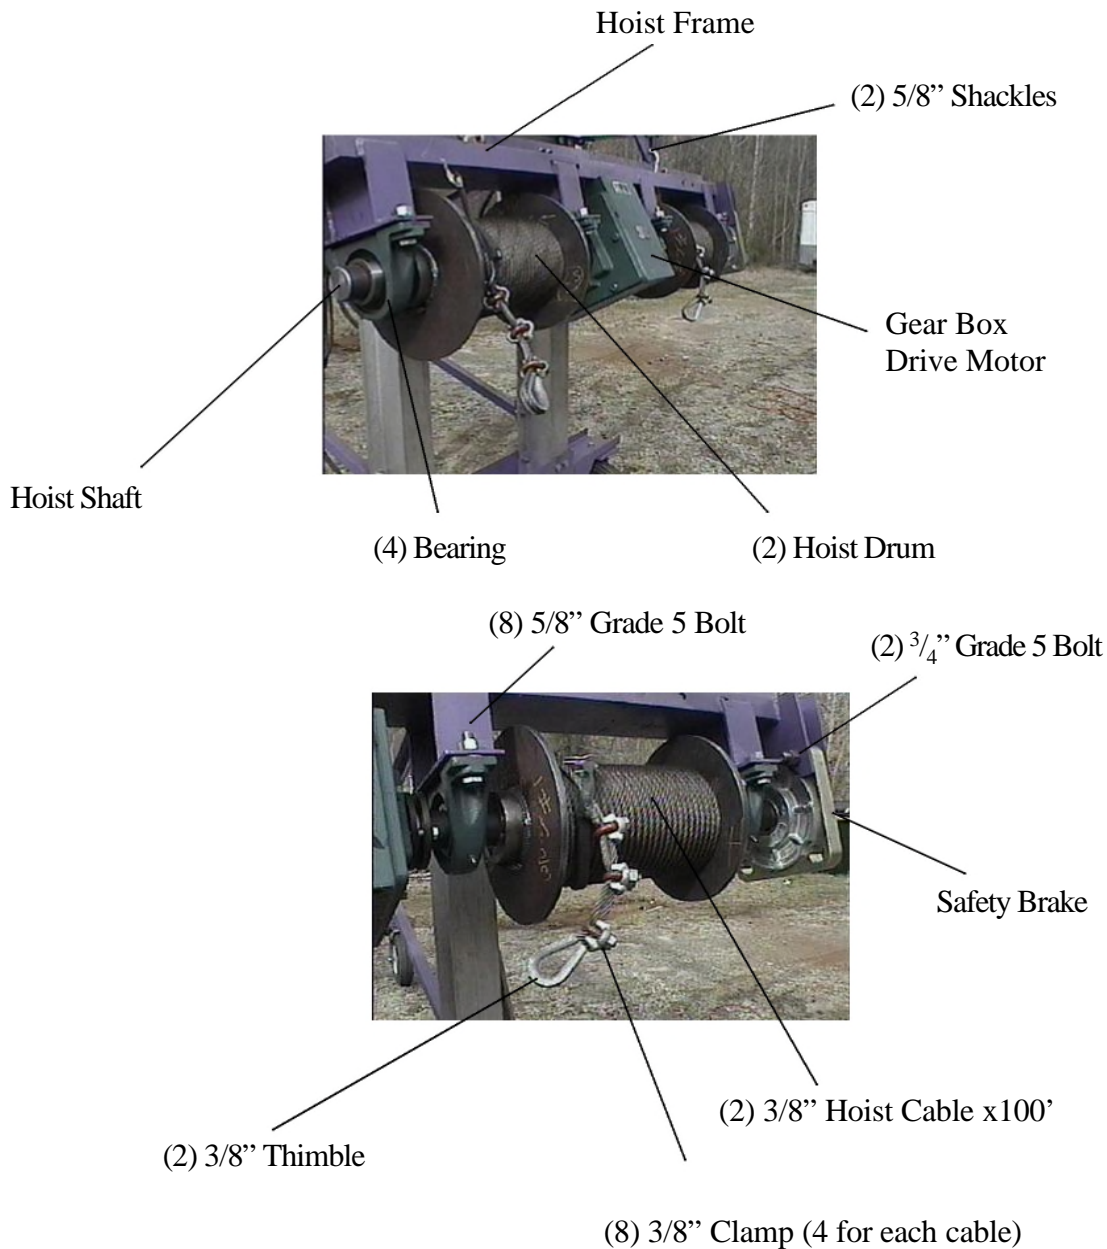 Hoist Frame
(2) 5/8” Shackles
Gear Box
Drive Motor
Hoist Shaft
(4) Bearing
(2) Hoist Drum
(8) 5/8” Grade 5 Bolt
(2) 3/4” Grade 5 Bolt
Safety Brake
(2) 3/8” Hoist Cable x100’
(2) 3/8” Thimble
(8) 3/8” Clamp (4 for each cable)